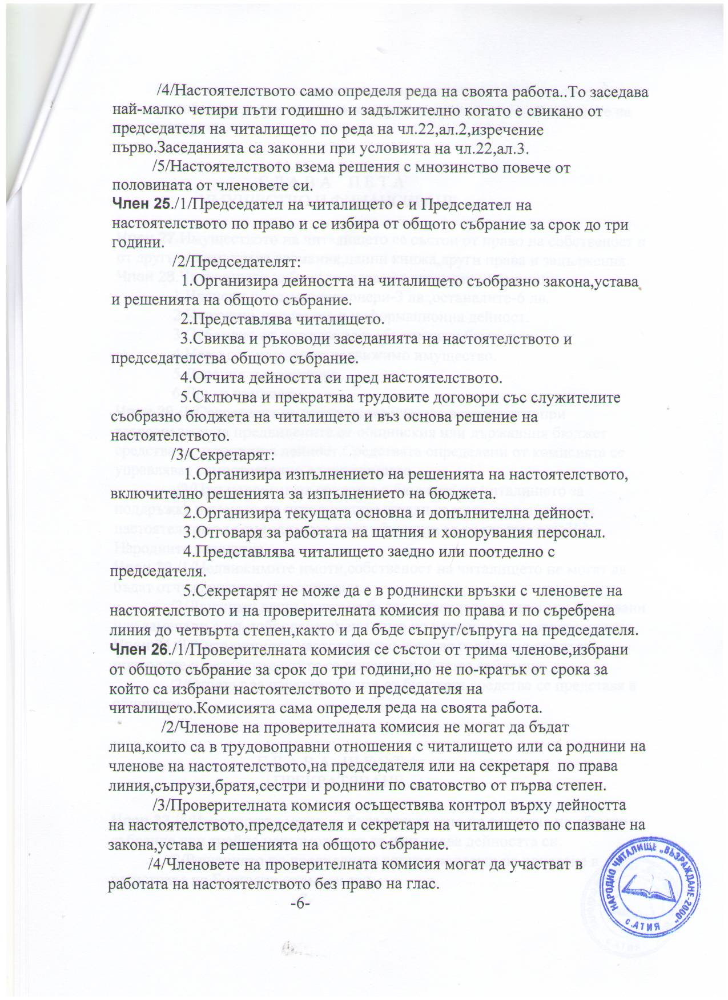 /4/Настоятелството само определя реда на своята работа..То заседава
най-малко четири пъти годишно и задължително когато е свикано от
председателя на читалището по реда на чл.22,ал.2,изречение
първо.Заседанията са законни при условията на чл.22,ал.3.
/5/Настоятелството взема решения с мнозинство повече от
половината от членовете си.
Член 25./1/Председател на читалището е и Председател на
настоятелството по право и се избира от общото събрание за срок до три
години.
/2/Председателят:
1.Организира дейността на читалището съобразно закона,устава
и решенията на общото събрание.
2.Представлява читалището.
3.Свиква и ръководи заседанията на настоятелството и
председателства общото събрание.
4.Отчита дейността си пред настоятелството.
5.Сключва и прекратява трудовите договори със служителите
съобразно бюджета на читалището и въз основа решение на
настоятелството.
/3/Секретарят:
1.Организира изпълнението на решенията на настоятелството,
включително решенията за изпълнението на бюджета.
2.Организира текущата основна и допълнителна дейност.
3.Отговаря за работата на щатния и хонорувания персонал.
4.Представлява читалището заедно или поотделно с
председателя.
5.Секретарят не може да е в роднински връзки с членовете на
настоятелството и на проверителната комисия по права и по съребрена
линия до четвърта степен,както и да бъде съпруг/съпруга на председателя.
Член 26./1/Проверителната комисия се състои от трима членове,избрани
от общото събрание за срок до три години,но не по-кратък от срока за
който са избрани настоятелството и председателя на
читалището.Комисията сама определя реда на своята работа.
/2/Членове на проверителната комисия не могат да бъдат
лица,които са в трудовоправни отношения с читалището или са роднини на
членове на настоятелството,на председателя или на секретаря по права
линия,съпрузи,братя,сестри и роднини по сватовство от първа степен.
/3/Проверителната комисия осъществява контрол върху дейността
на настоятелството,председателя и секретаря на читалището по спазване на
закона,устава и решенията на общото събрание.
/4/Членовете на проверителната комисия могат да участват в
работата на настоятелството без право на глас.
-6-
НАРОДНО ЧИТАЛИЩЕ „ВЪЗРАЖДАНЕ-2000"
с.АТИЯ